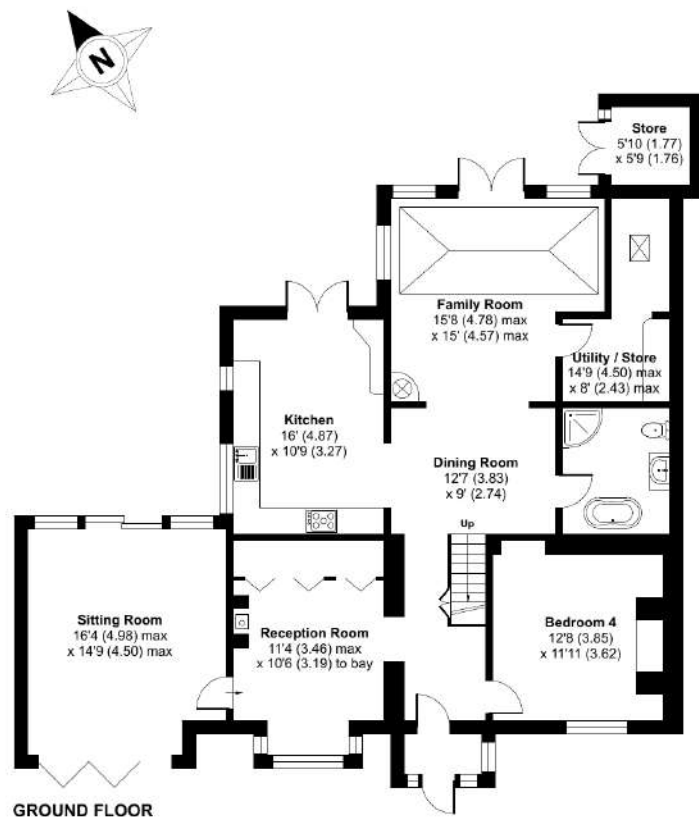 N
Store
5'10 (1.77)
x 5'9 (1.76)
Family Room
15'8 (4.78) max
x 15' (4.57) max
Utility / Store
14'9 (4.50) max
x 8' (2.43) max
Kitchen
16' (4.87)
x 10'9 (3.27)
Dining Room
12'7 (3.83)
x 9' (2.74)
Up
Sitting Room
16'4 (4.98) max
x 14'9 (4.50) max
Reception Room
11'4 (3.46) max
x 10'6 (3.19) to bay
Bedroom 4
12'8 (3.85)
x 11'11 (3.62)
GROUND FLOOR